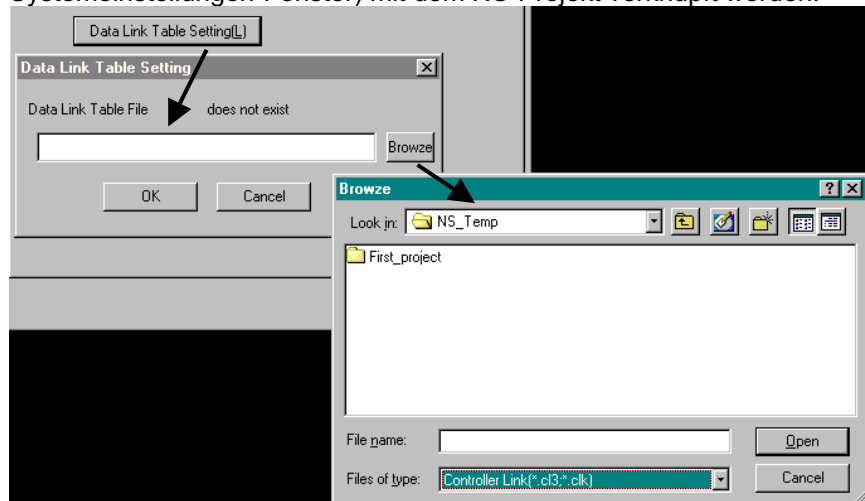 Systemeinstellungen-Fenster) mit dem NS-Projekt verknüpft werden.
Data Link Table Setting(L)
Data Link Table Setting
Data Link Table File does not exist
Browze
OK Cancel
Browze
Look in: NS_Temp
First_project
File name:
Open
Files of type: Controller Link(*.cl3;*.clk)
Cancel